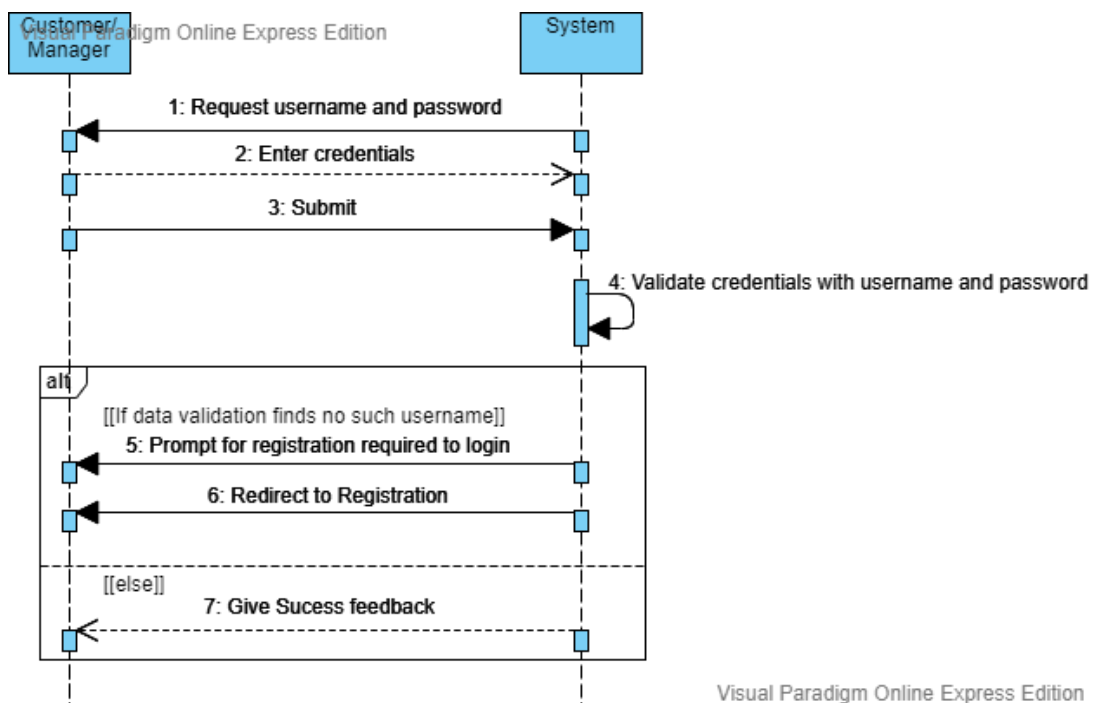 Customer/
Manager
Visual Paradigm Online Express Edition
System
1: Request username and password
2: Enter credentials
3: Submit
4: Validate credentials with username and password
alt
[[If data validation finds no such username]]
5: Prompt for registration required to login
6: Redirect to Registration
[[else]]
7: Give Sucess feedback
Visual Paradigm Online Express Edition